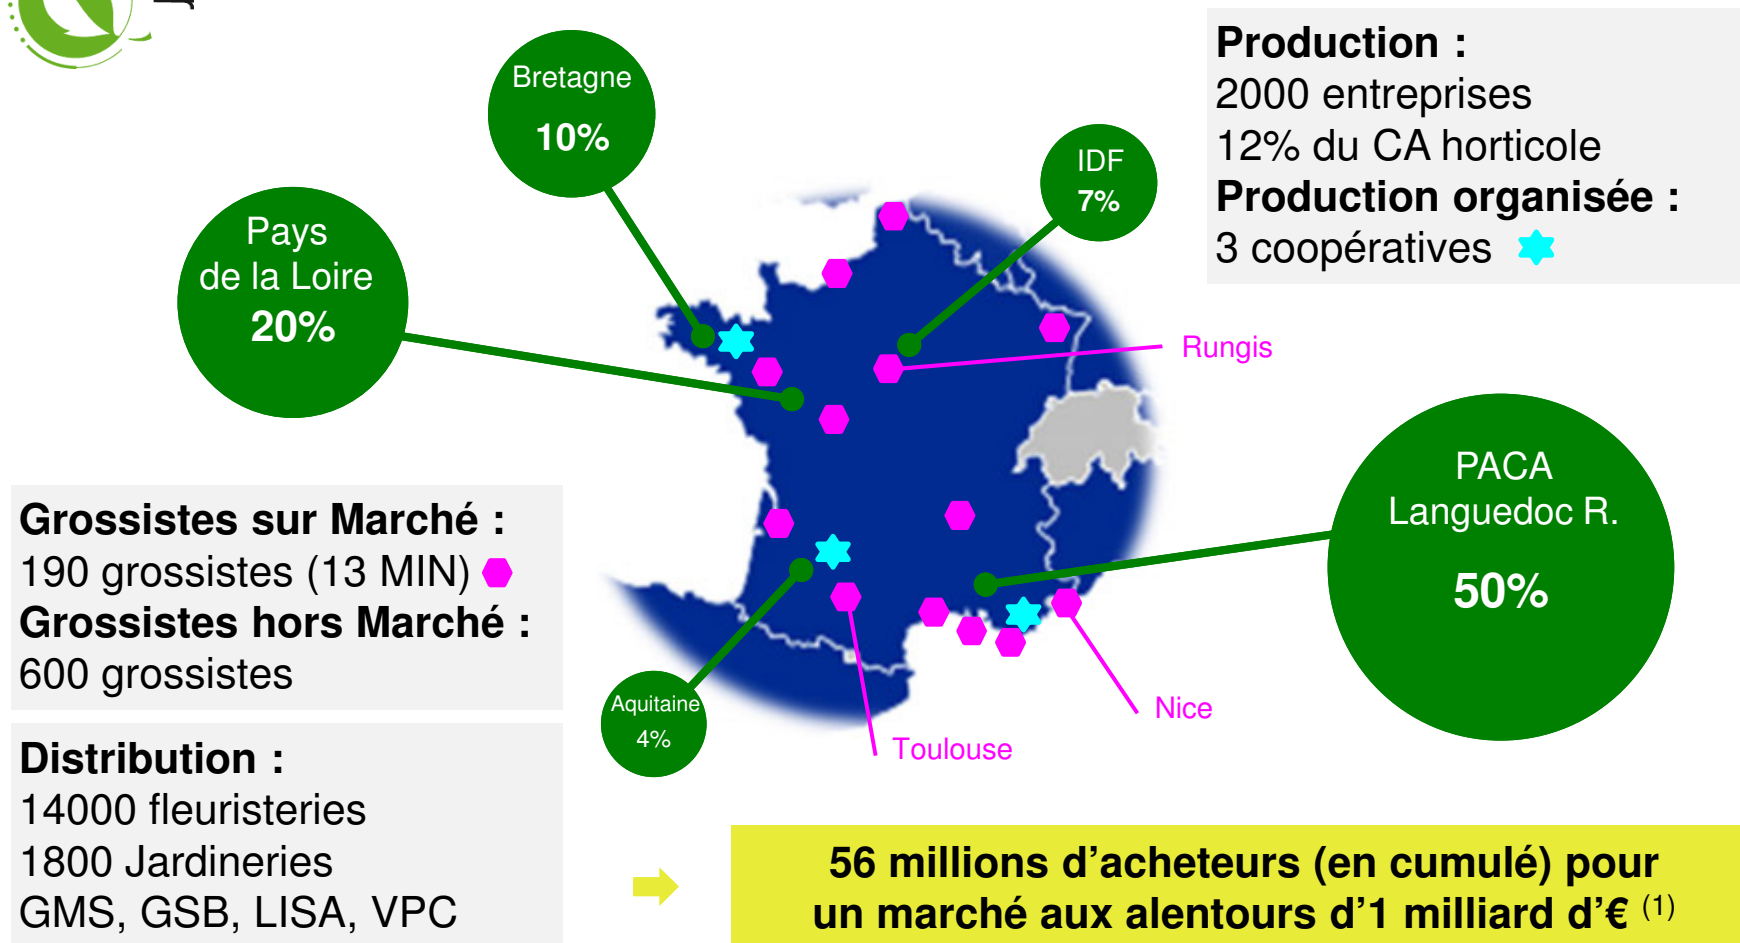 Bretagne
10%
Pays
de la Loire
20%
IDF
7%
Production :
2000 entreprises
12% du CA horticole
Production organisée :
3 coopératives
Rungis
PACA
Languedoc R.
50%
Grossistes sur Marché :
190 grossistes (13 MIN)
Grossistes hors Marché :
600 grossistes
Aquitaine
4%
Toulouse
Nice
Distribution :
14000 fleuristeries
1800 Jardineries
GMS, GSB, LISA, VPC
56 millions d’acheteurs (en cumulé) pour
un marché aux alentours d’1 milliard d’€ (1)